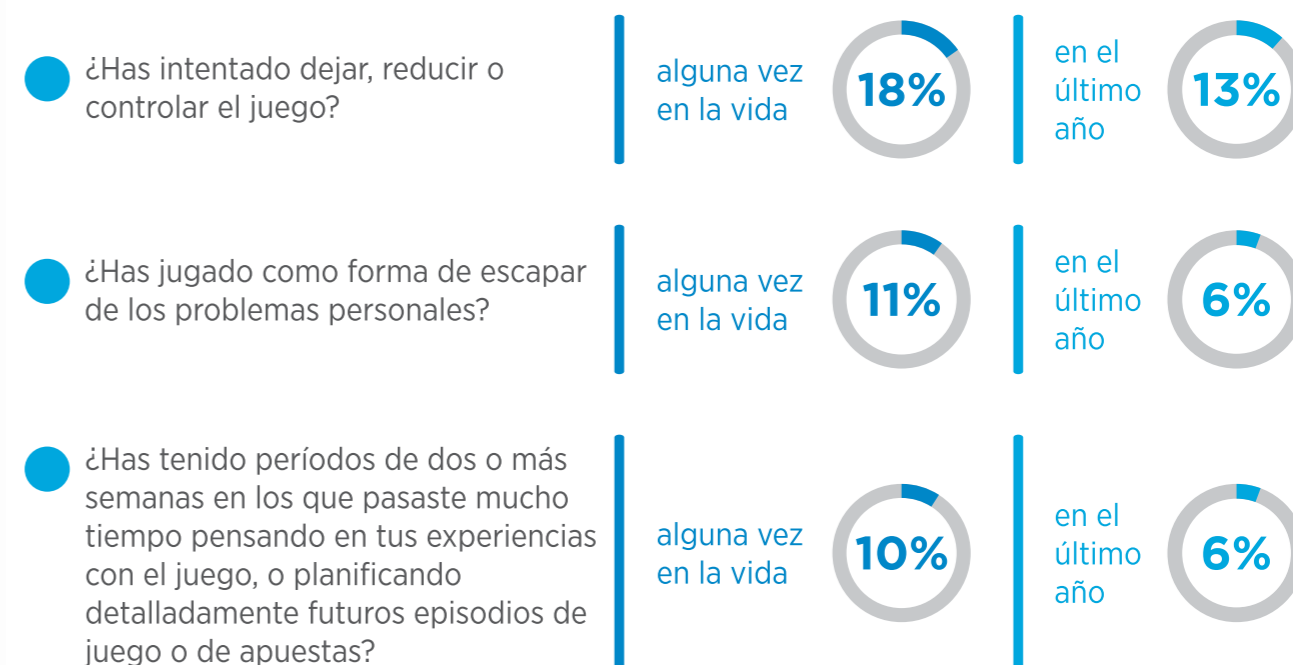 ¿Has intentado dejar, reducir o
controlar el juego?
alguna vez
en la vida
18%
en el
último
año
13%
¿Has jugado como forma de escapar
de los problemas personales?
alguna vez
en la vida
11%
en el
último
año
6%
¿Has tenido períodos de dos o más
semanas en los que pasaste mucho
tiempo pensando en tus experiencias
con el juego, o planificando
detalladamente futuros episodios de
juego o de apuestas?
alguna vez
en la vida
10%
en el
último
año
6%